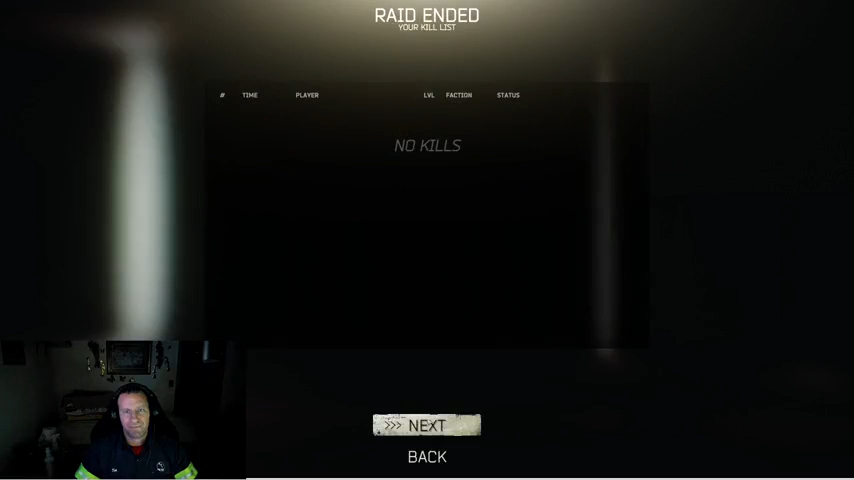 RAID ENDED
YOUR KILL LIST
# TIME PLAYER LVL FACTION STATUS
NO KILLS
>>> NEXT
BACK